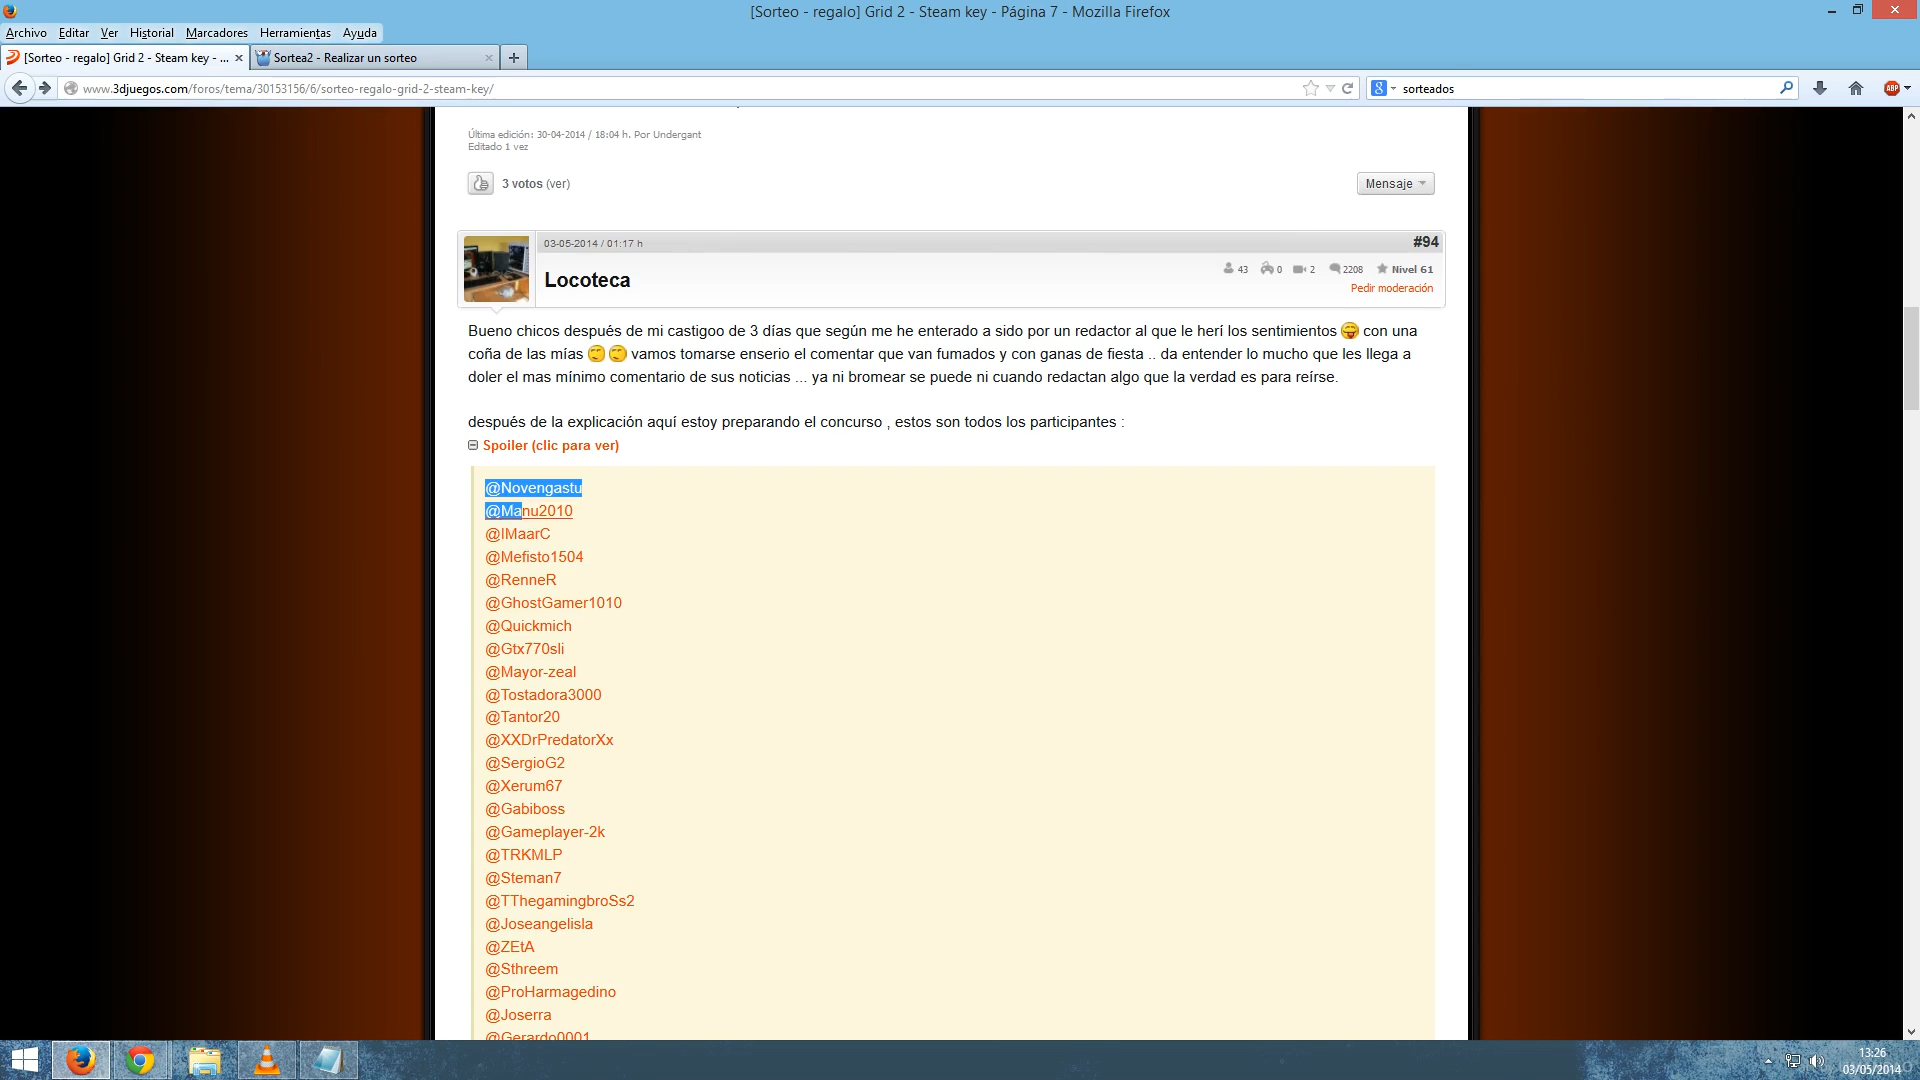 [Sorteo - regalo] Grid 2 - Steam key - Página 7 - Mozilla Firefox
Archivo Editar Ver Historial Marcadores Herramientas Ayuda
[Sorteo - regalo] Grid 2 - Steam key - ... Sortea2 - Realizar un sorteo
www.3djuegos.com/foros/tema/30153156/6/sorteo-regalo-grid-2-steam-key/ sorteados ABP
Última edición: 30-04-2014 / 18:04 h. Por Undergant
Editado 1 vez
3 votos (ver) Mensaje
03-05-2014 / 01:17 h #94
Locoteca 43 0 2 2208 Nivel 61
Pedir moderación
Bueno chicos después de mi castigoo de 3 días que según me he enterado a sido por un redactor al que le herí los sentimientos con una
coña de las mías vamos tomarse enserio el comentar que van fumados y con ganas de fiesta .. da entender lo mucho que les llega a
doler el mas mínimo comentario de sus noticias ... ya ni bromear se puede ni cuando redactan algo que la verdad es para reírse.
después de la explicación aquí estoy preparando el concurso , estos son todos los participantes :
Spoiler (clic para ver)
@Novengastu
@Manu2010
@IMaarC
@Mefisto1504
@RenneR
@GhostGamer1010
@Quickmich
@Gtx770sli
@Mayor-zeal
@Tostadora3000
@Tantor20
@XXDrPredatorXx
@SergioG2
@Xerum67
@Gabiboss
@Gameplayer-2k
@TRKMLP
@Steman7
@TThegamingbroSs2
@Joseangelisla
@ZEtA
@Sthreem
@ProHarmagedino
@Joserra
@Gerardo0001
13:26
03/05/2014